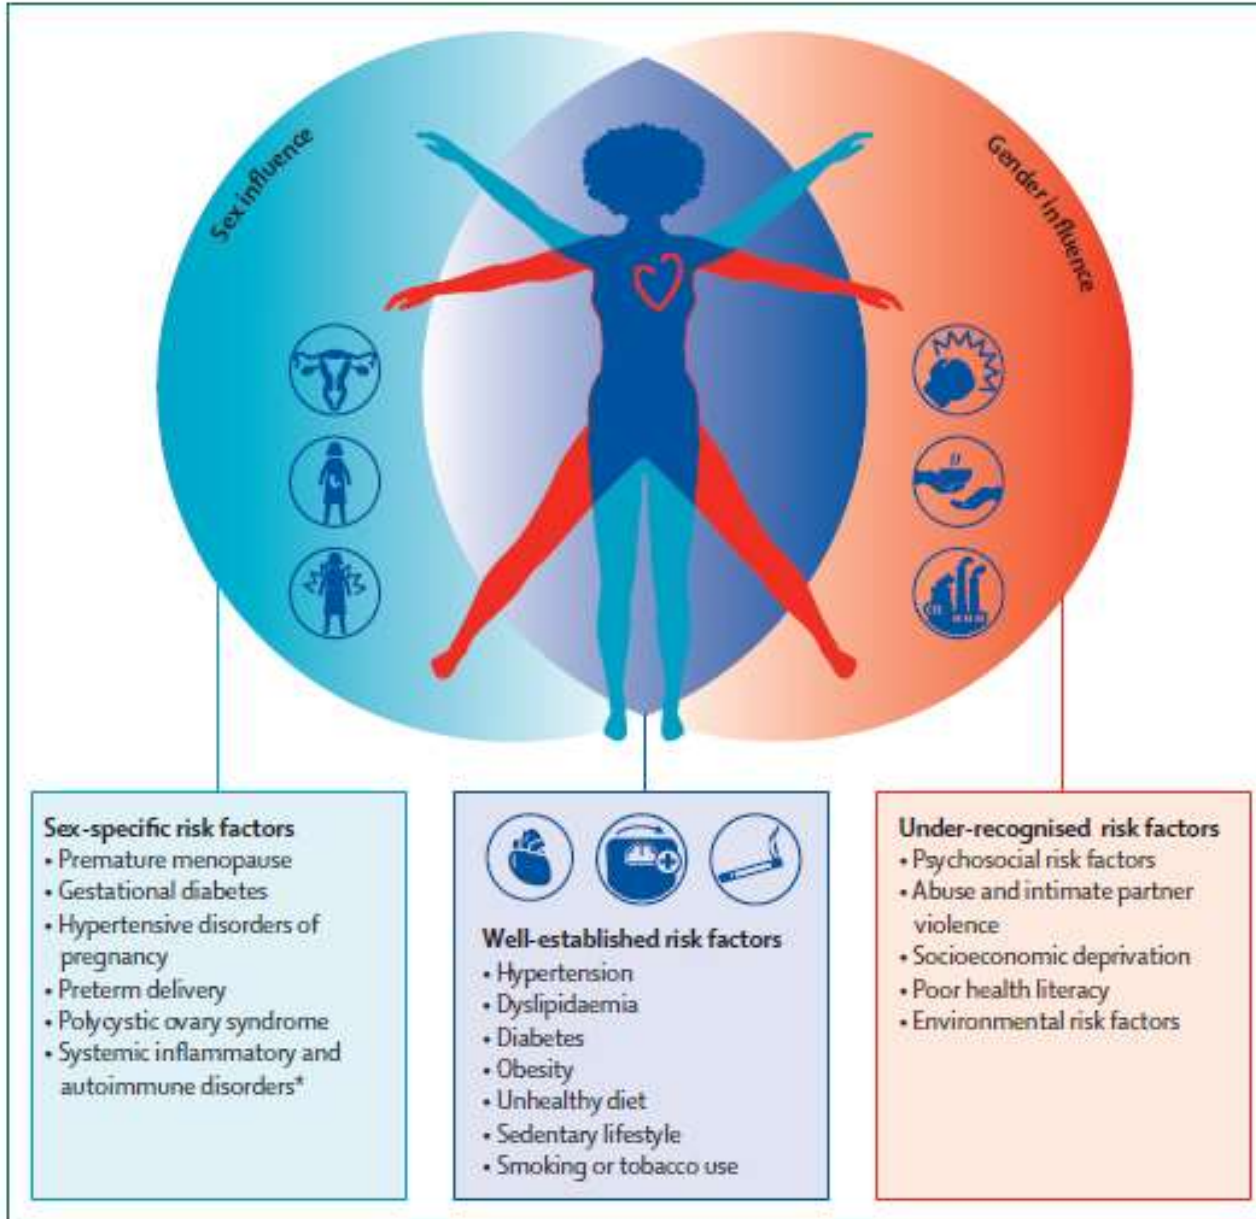 Sex influence
Gender influence
Sex-specific risk factors
• Premature menopause
• Gestational diabetes
• Hypertensive disorders of
pregnancy
• Preterm delivery
• Polycystic ovary syndrome
• Systemic inflammatory and
autoimmune disorders*
Well-established risk factors
• Hypertension
• Dyslipidaemia
• Diabetes
• Obesity
• Unhealthy diet
• Sedentary lifestyle
• Smoking or tobacco use
Under-recognised risk factors
• Psychosocial risk factors
• Abuse and intimate partner
violence
• Socioeconomic deprivation
• Poor health literacy
• Environmental risk factors